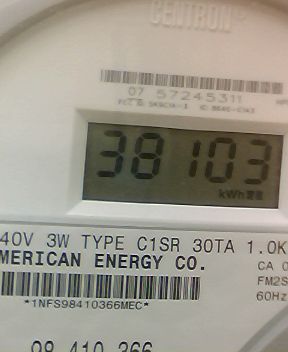 CENTRON®
07 57245311
38103
kWh
40V 3W TYPE C1SR 30TA 1.0K
MERICAN ENERGY CO.
CA 0
FM2S
60Hz
*1NFS98410366MEC*
98 410 366